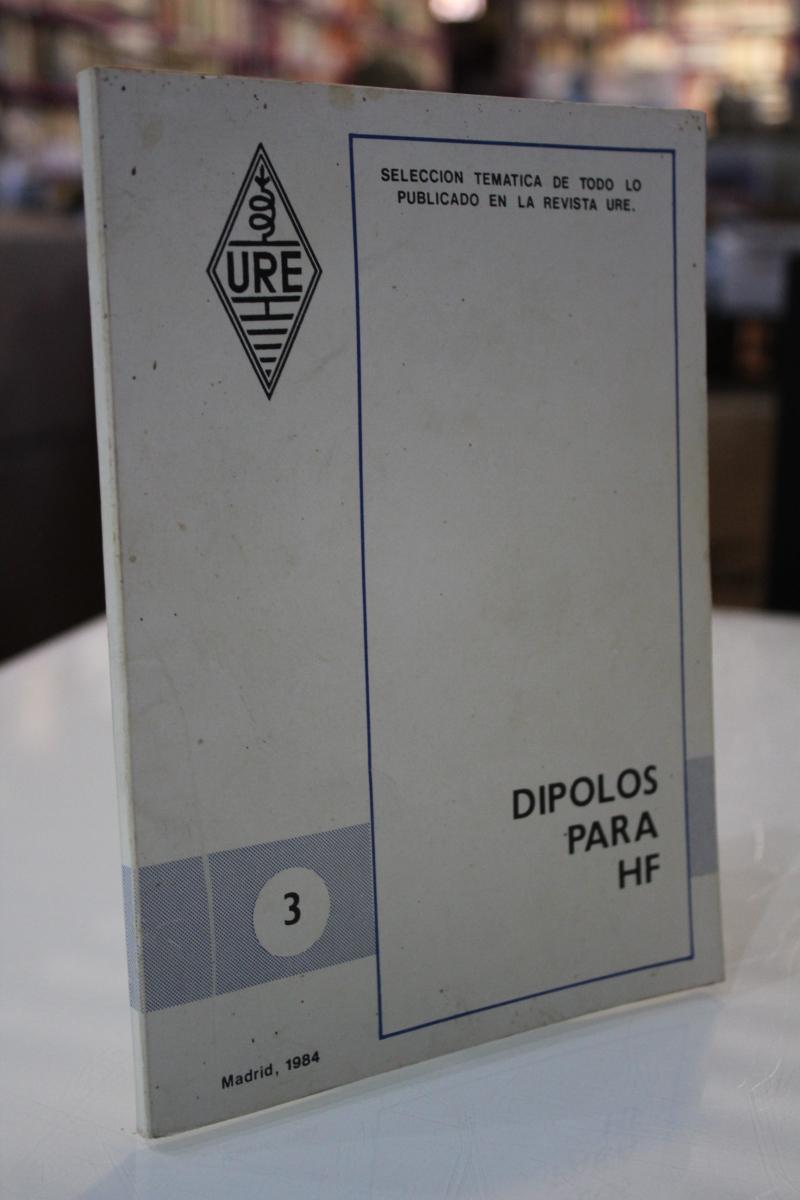 URE
SELECCION TEMATICA DE TODO LO
PUBLICADO EN LA REVISTA URE.
DIPOLOS
PARA
HF
3
Madrid, 1984